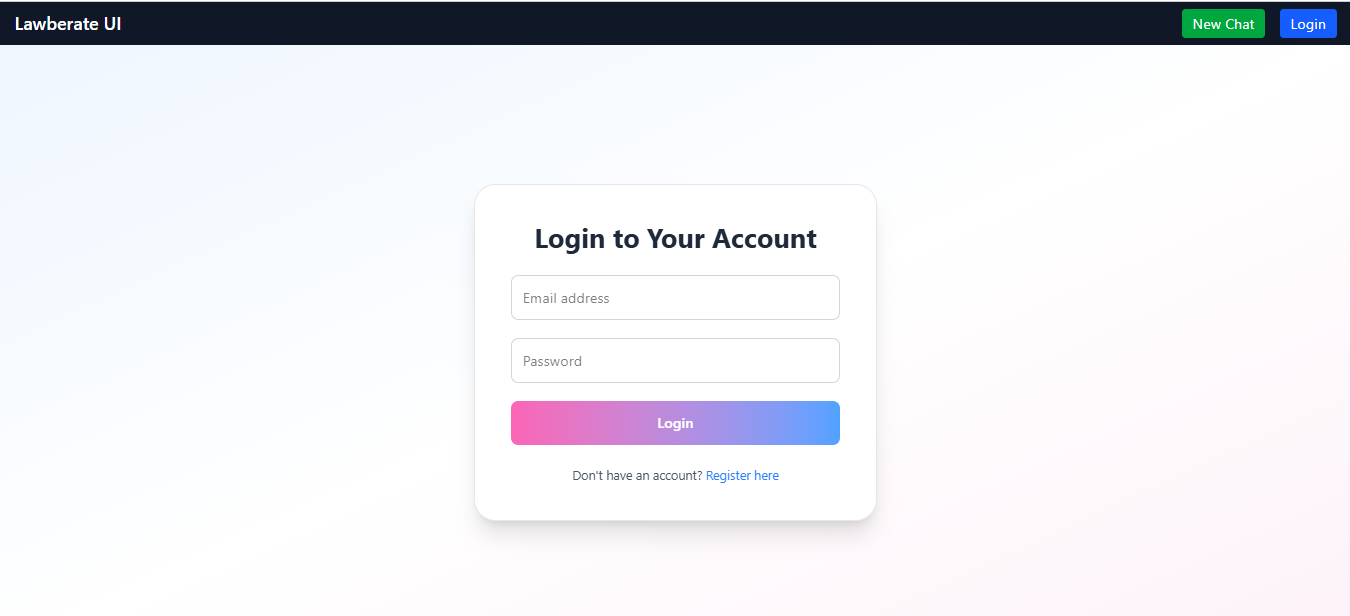 Lawberate UI
New Chat
Login
Login to Your Account
Email address
Password
Login
Don't have an account? Register here